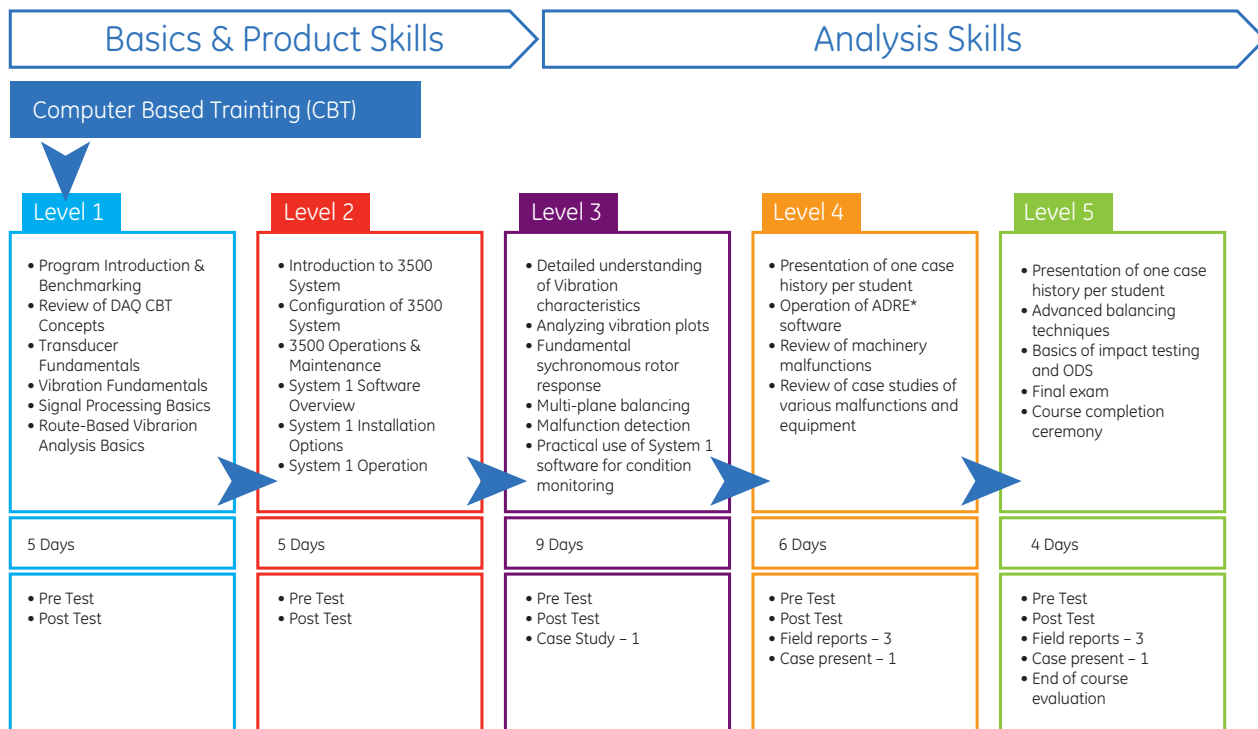 Basics & Product Skills
Analysis Skills
Computer Based Trainting (CBT)
Level 1
• Program Introduction &
Benchmarking
• Review of DAQ CBT
Concepts
• Transducer
Fundamentals
• Vibration Fundamentals
• Signal Processing Basics
• Route-Based Vibrarion
Analysis Basics
5 Days
• Pre Test
• Post Test
Level 2
• Introduction to 3500
System
• Configuration of 3500
System
• 3500 Operations &
Maintenance
• System 1 Software
Overview
• System 1 Installation
Options
• System 1 Operation
5 Days
• Pre Test
• Post Test
Level 3
• Detailed understanding
of Vibration
characteristics
• Analyzing vibration plots
• Fundamental
sychronous rotor
response
• Multi-plane balancing
• Malfunction detection
• Practical use of System 1
software for condition
monitoring
9 Days
• Pre Test
• Post Test
• Case Study – 1
Level 4
• Presentation of one case
history per student
• Operation of ADRE*
software
• Review of machinery
malfunctions
• Review of case studies of
various malfunctions and
equipment
6 Days
• Pre Test
• Post Test
• Field reports – 3
• Case present – 1
Level 5
• Presentation of one case
history per student
• Advanced balancing
techniques
• Basics of impact testing
and ODS
• Final exam
• Course completion
ceremony
4 Days
• Pre Test
• Post Test
• Field reports – 3
• Case present – 1
• End of course
evaluation